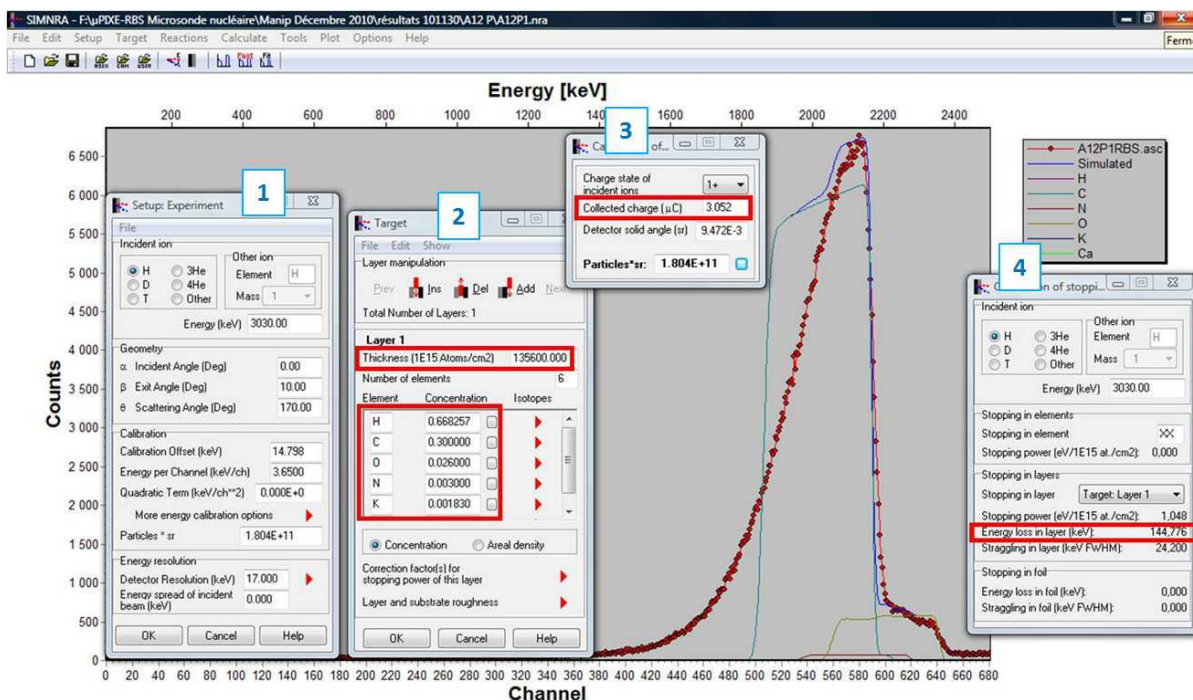 SIMNRA - F:\µPIXE-RBS Microsonde nucléaire\Manip Décembre 2010\résultats 101130\A12 P\A12P1.nra
File Edit Setup Target Reactions Calculate Tools Plot Options Help
Ferm
Energy [keV]
200 400 600 800 1000 1200 1400 1600 1800 2000 2200 2400
Counts
6 500
6 000
5 500
5 000
4 500
4 000
3 500
3 000
2 500
2 000
1 500
1 000
500
0
0 20 40 60 80 100 120 140 160 180 200 220 240 260 280 300 320 340 360 380 400 420 440 460 480 500 520 540 560 580 600 620 640 660 680
Channel
A12P1RBS.asc
Simulated
H
C
N
O
K
Ca
1
Setup: Experiment
File
Incident ion
H 3He
D 4He
T Other
Other ion
Element H
Mass 1
Energy (keV) 3030.00
Geometry
α Incident Angle (Deg) 0.00
β Exit Angle (Deg) 10.00
θ Scattering Angle (Deg) 170.00
Calibration
Calibration Offset (keV) 14.798
Energy per Channel (keV/ch) 3.6500
Quadratic Term (keV/ch**2) 0.000E+0
More energy calibration options
Particles * sr 1.804E+11
Energy resolution
Detector Resolution (keV) 17.000
Energy spread of incident
beam (keV) 0.000
OK Cancel Help
2
Target
File Edit Show
Layer manipulation
Prev Ins Del Add Next
Total Number of Layers: 1
Layer 1
Thickness (1E15 Atoms/cm2) 135600.000
Number of elements 6
Element Concentration Isotopes
H 0.668257
C 0.300000
O 0.026000
N 0.003000
K 0.001830
Concentration Areal density
Correction factor(s) for
stopping power of this layer
Layer and substrate roughness
OK Cancel Help
3
of...
Charge state of
incident ions 1+
Collected charge (µC) 3.052
Detector solid angle (sr) 9.472E-3
Particles*sr: 1.804E+11
4
of stoppi...
Incident ion
H 3He
D 4He
T Other
Other ion
Element H
Mass 1
Energy (keV) 3030.00
Stopping in elements
Stopping in element XX
Stopping power (eV/1E15 at./cm2): 0,000
Stopping in layers
Stopping in layer Target: Layer 1
Stopping power (eV/1E15 at./cm2): 1,048
Energy loss in layer (keV): 144,776
Straggling in layer (keV FWHM): 24,200
Stopping in foil
Energy loss in foil (keV): 0,000
Straggling in foil (keV FWHM): 0,000